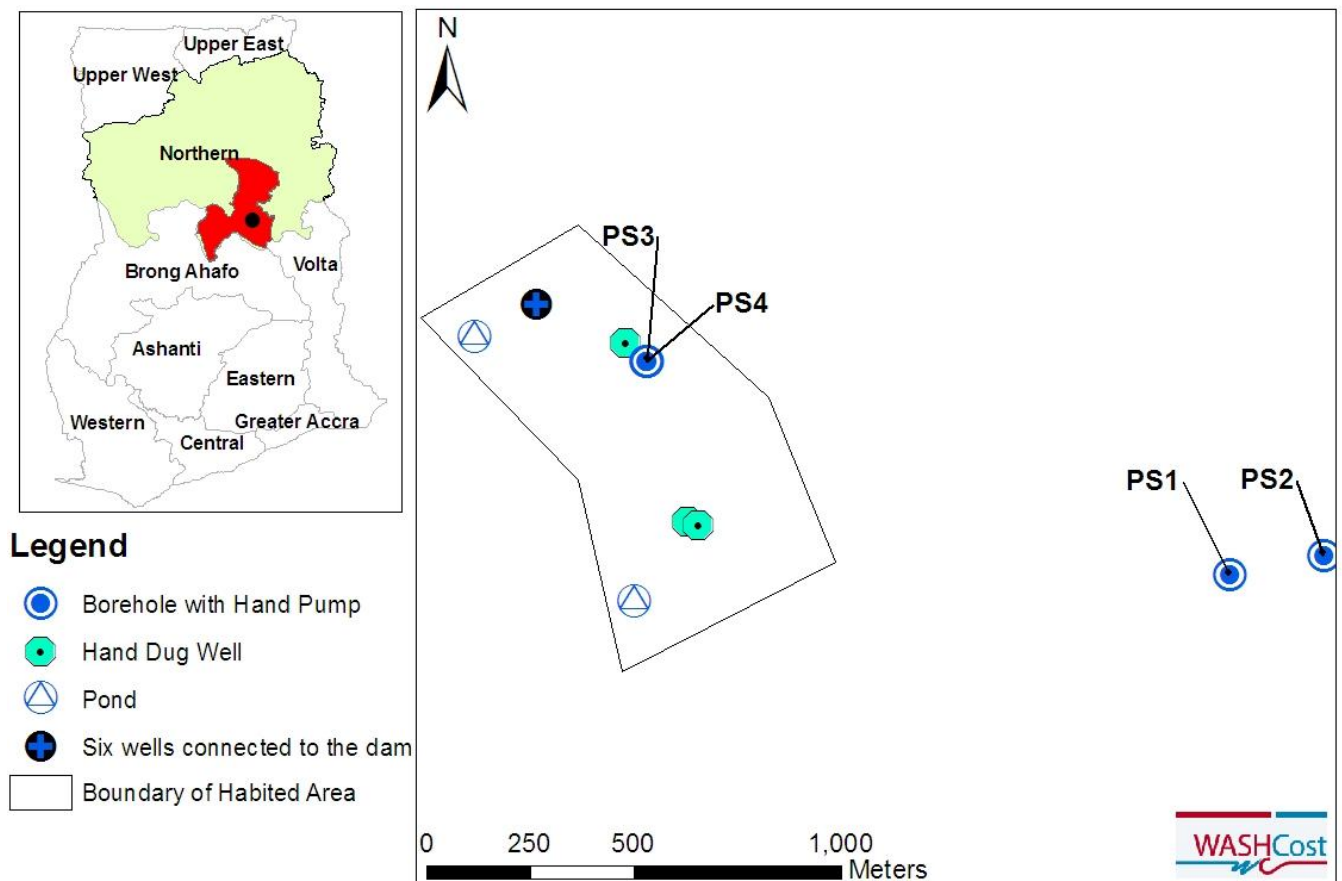 Upper East
Upper West
Northern
Brong Ahafo
Volta
Ashanti
Eastern
Western
Greater Accra
Central
Legend
Borehole with Hand Pump
Hand Dug Well
Pond
Six wells connected to the dam
Boundary of Habited Area
N
PS3
PS4
PS1
PS2
0 250 500 1,000
Meters
WASHCost